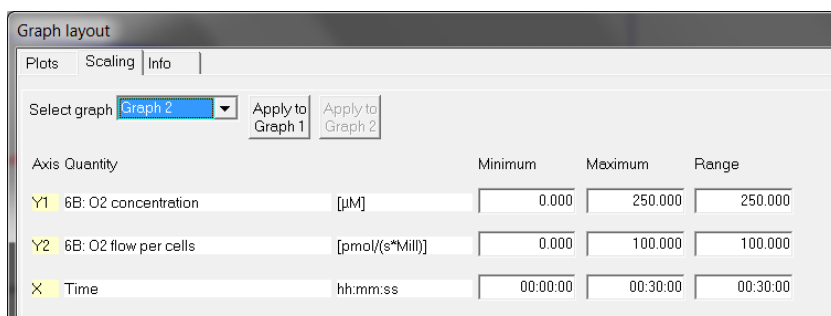 Graph layout
Plots Scaling Info
Select graph Graph 2 Apply to Graph 1 Apply to Graph 2
Axis Quantity Minimum Maximum Range
Y1 6B: O2 concentration [µM] 0.000 250.000 250.000
Y2 6B: O2 flow per cells [pmol/(s*Mill)] 0.000 100.000 100.000
X Time hh:mm:ss 00:00:00 00:30:00 00:30:00